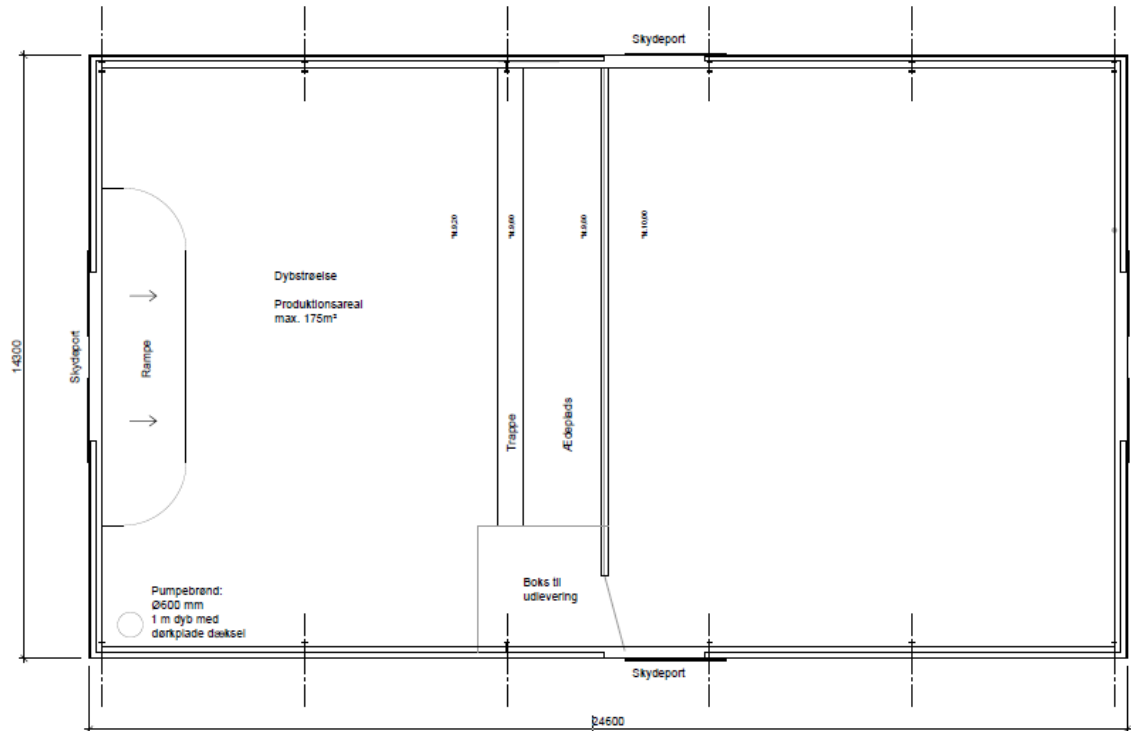 Skydeport
Dybstrøelse
Produktionsareal
max. 175m²
14300
Skydeport
Rampe
Trappe
Ædeplads
Boks til
udlevering
Pumpebrønd:
Ø600 mm
1 m dyb med
dørkplade dæksel
Skydeport
24600